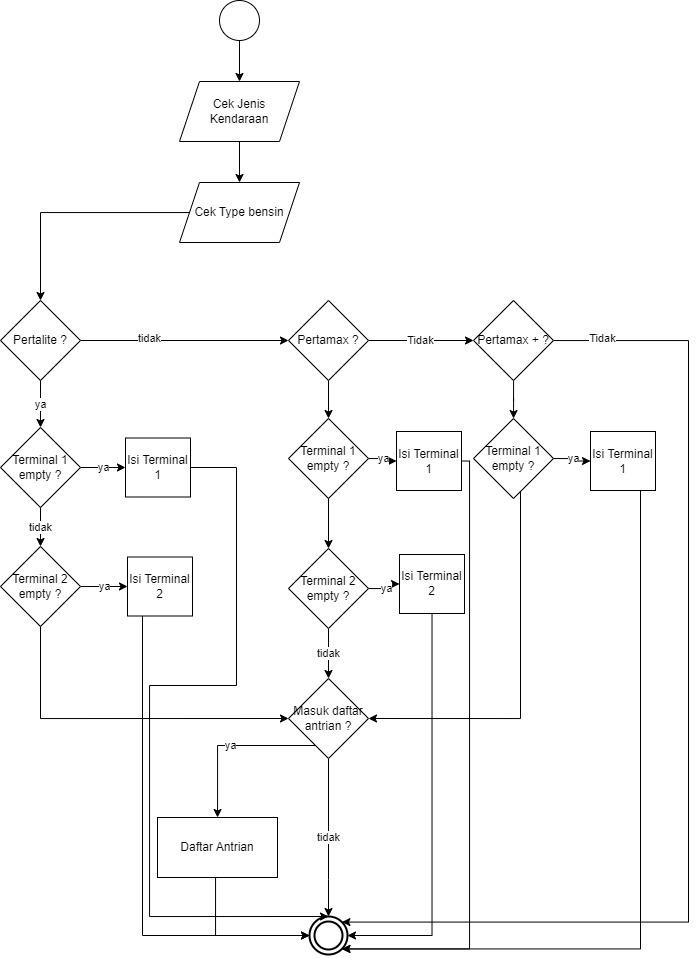 Cek Jenis
Kendaraan
Cek Type bensin
Pertalite ?
tidak
Pertamax ?
Tidak
Pertamax + ?
Tidak
ya
Terminal 1
empty ?
ya
Isi Terminal
1
Terminal 1
empty ?
ya
Isi Terminal
1
Terminal 1
empty ?
ya
Isi Terminal
1
tidak
Terminal 2
empty ?
ya
Isi Terminal
2
Terminal 2
empty ?
ya
Isi Terminal
2
tidak
Masuk daftar
antrian ?
ya
Daftar Antrian
tidak